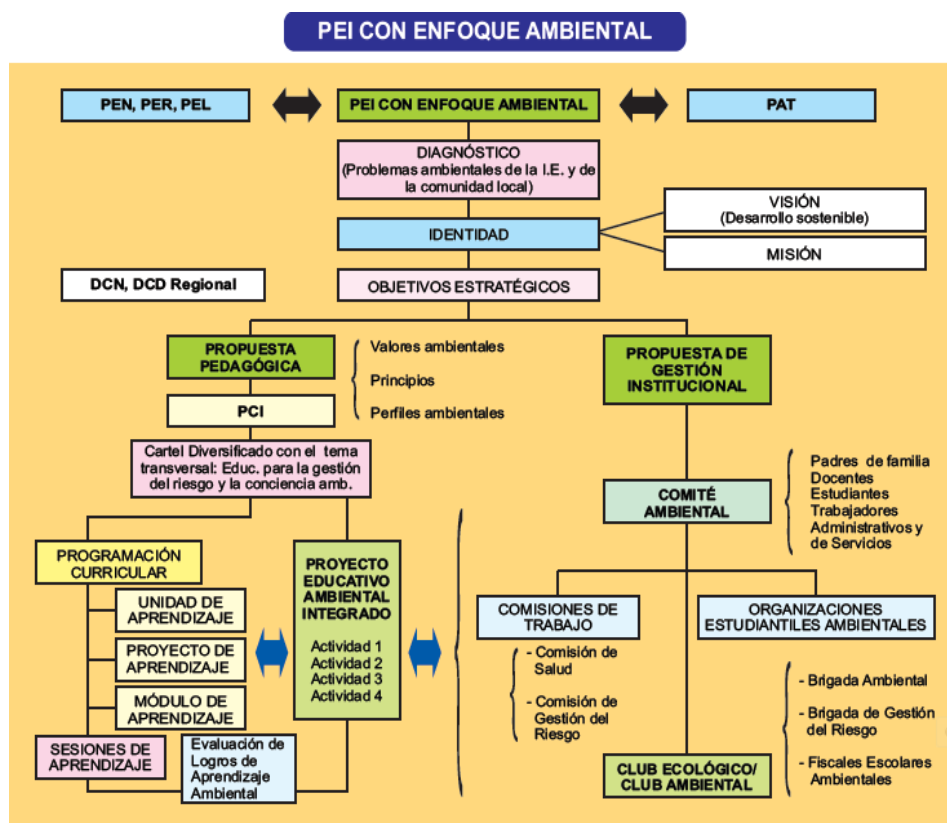 PEI CON ENFOQUE AMBIENTAL
PEN, PER, PEL
PEI CON ENFOQUE AMBIENTAL
PAT
DIAGNÓSTICO
(Problemas ambientales de la I.E. y de
la comunidad local)
VISIÓN
(Desarrollo sostenible)
IDENTIDAD
MISIÓN
DCN, DCD Regional
OBJETIVOS ESTRATÉGICOS
PROPUESTA
PEDAGÓGICA
Valores ambientales
Principios
Perfiles ambientales
PROPUESTA DE
GESTIÓN
INSTITUCIONAL
PCI
Cartel Diversificado con el tema
transversal: Educ. para la gestión
del riesgo y la conciencia amb.
COMITÉ
AMBIENTAL
Padres de familia
Docentes
Estudiantes
Trabajadores
Administrativos y
de Servicios
PROGRAMACIÓN
CURRICULAR
UNIDAD DE
APRENDIZAJE
PROYECTO DE
APRENDIZAJE
MÓDULO DE
APRENDIZAJE
SESIONES DE
APRENDIZAJE
Evaluación de
Logros de
Aprendizaje
Ambiental
PROYECTO
EDUCATIVO
AMBIENTAL
INTEGRADO
Actividad 1
Actividad 2
Actividad 3
Actividad 4
COMISIONES DE
TRABAJO
- Comisión de
Salud
- Comisión de
Gestión del
Riesgo
ORGANIZACIONES
ESTUDIANTILES AMBIENTALES
- Brigada Ambiental
- Brigada de Gestión
del Riesgo
- Fiscales Escolares
Ambientales
CLUB ECOLÓGICO/
CLUB AMBIENTAL